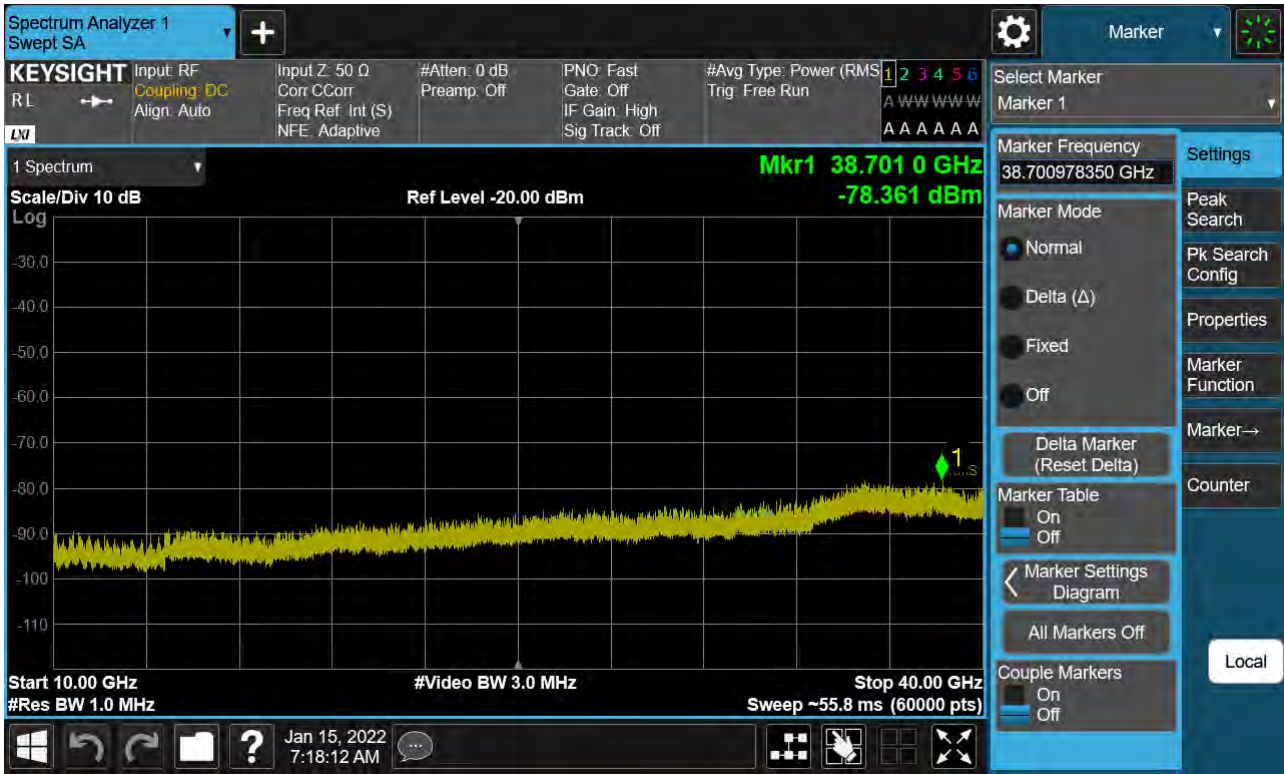 Spectrum Analyzer 1
Swept SA
+
Marker
KEYSIGHT
RL
LXI
Input: RF
Coupling: DC
Align: Auto
Input Z: 50 Ω
Corr CCorr
Freq Ref: Int (S)
NFE: Adaptive
#Atten: 0 dB
Preamp: Off
PNO: Fast
Gate: Off
IF Gain: High
Sig Track: Off
#Avg Type: Power (RMS
Trig: Free Run
1 2 3 4 5 6
A W W W W W
A A A A A A
Select Marker
Marker 1
1 Spectrum
Mkr1 38.701 0 GHz
-78.361 dBm
Scale/Div 10 dB
Ref Level -20.00 dBm
Log
-30.0
-40.0
-50.0
-60.0
-70.0
-80.0
-90.0
-100
-110
1
S
Start 10.00 GHz
#Video BW 3.0 MHz
Stop 40.00 GHz
#Res BW 1.0 MHz
Sweep ~55.8 ms (60000 pts)
Marker Frequency
38.700978350 GHz
Marker Mode
Normal
Delta (Δ)
Fixed
Off
Delta Marker
(Reset Delta)
Marker Table
On
Off
Marker Settings
Diagram
All Markers Off
Couple Markers
On
Off
Settings
Peak
Search
Pk Search
Config
Properties
Marker
Function
Marker→
Counter
Local
?
Jan 15, 2022
7:18:12 AM